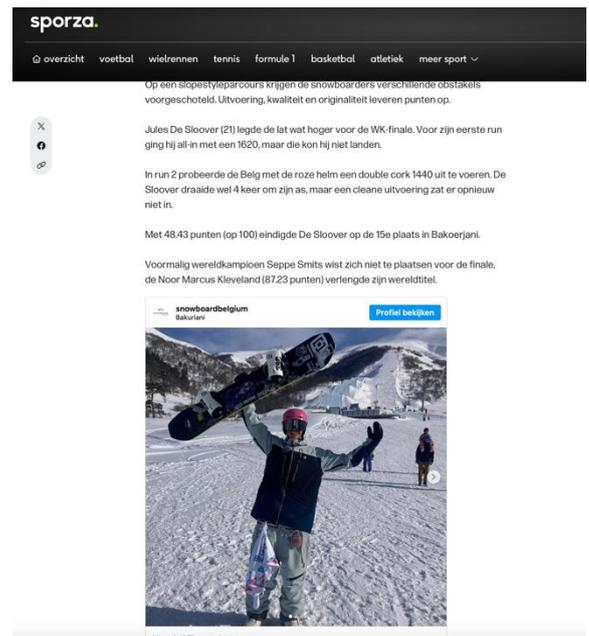 sporza.
overzicht voetbal wielrennen tennis formule 1 basketbal atletiek meer sport
Op een slopestyleparcours krijgen de snowboarders verschillende obstakels
voorgeschoteld. Uitvoering, kwaliteit en originaliteit leveren punten op.
Jules De Sloover (21) legde de lat wat hoger voor de WK-finale. Voor zijn eerste run
ging hij all-in met een 1620, maar die kon hij niet landen.
In run 2 probeerde de Belg met de roze helm een double cork 1440 uit te voeren. De
Sloover draaide wel 4 keer om zijn as, maar een cleane uitvoering zat er opnieuw
niet in.
Met 48.43 punten (op 100) eindigde De Sloover op de 15e plaats in Bakoerjani.
Voormalig wereldkampioen Seppe Smits wist zich niet te plaatsen voor de finale,
de Noor Marcus Kleveland (87.23 punten) verlengde zijn wereldtitel.
snowboardbelgium
Bakuriani
Profiel bekijken